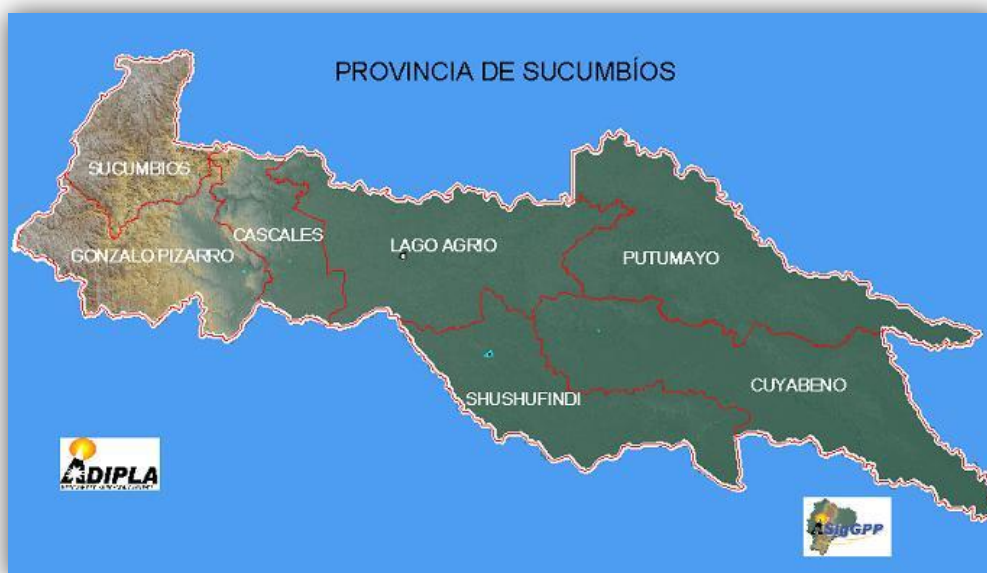 PROVINCIA DE SUCUMBÍOS
SUCUMBIOS
GONZALO PIZARRO
CASCALES
LAGO AGRIO
PUTUMAYO
SHUSHUFINDI
CUYABENO
ADIPLA
SigGPP